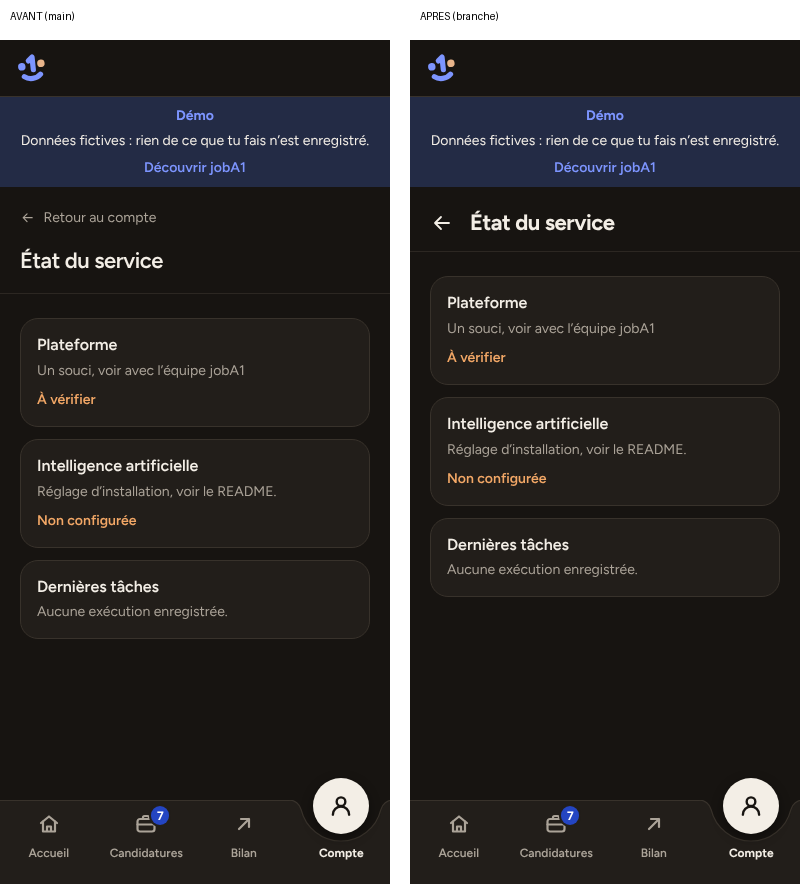 AVANT (main)
Démo
Données fictives : rien de ce que tu fais n’est enregistré.
Découvrir jobA1
Retour au compte
État du service
Plateforme
Un souci, voir avec l’équipe jobA1
À vérifier
Intelligence artificielle
Réglage d’installation, voir le README.
Non configurée
Dernières tâches
Aucune exécution enregistrée.
7
Accueil
Candidatures
Bilan
Compte
APRES (branche)
Démo
Données fictives : rien de ce que tu fais n’est enregistré.
Découvrir jobA1
État du service
Plateforme
Un souci, voir avec l’équipe jobA1
À vérifier
Intelligence artificielle
Réglage d’installation, voir le README.
Non configurée
Dernières tâches
Aucune exécution enregistrée.
7
Accueil
Candidatures
Bilan
Compte